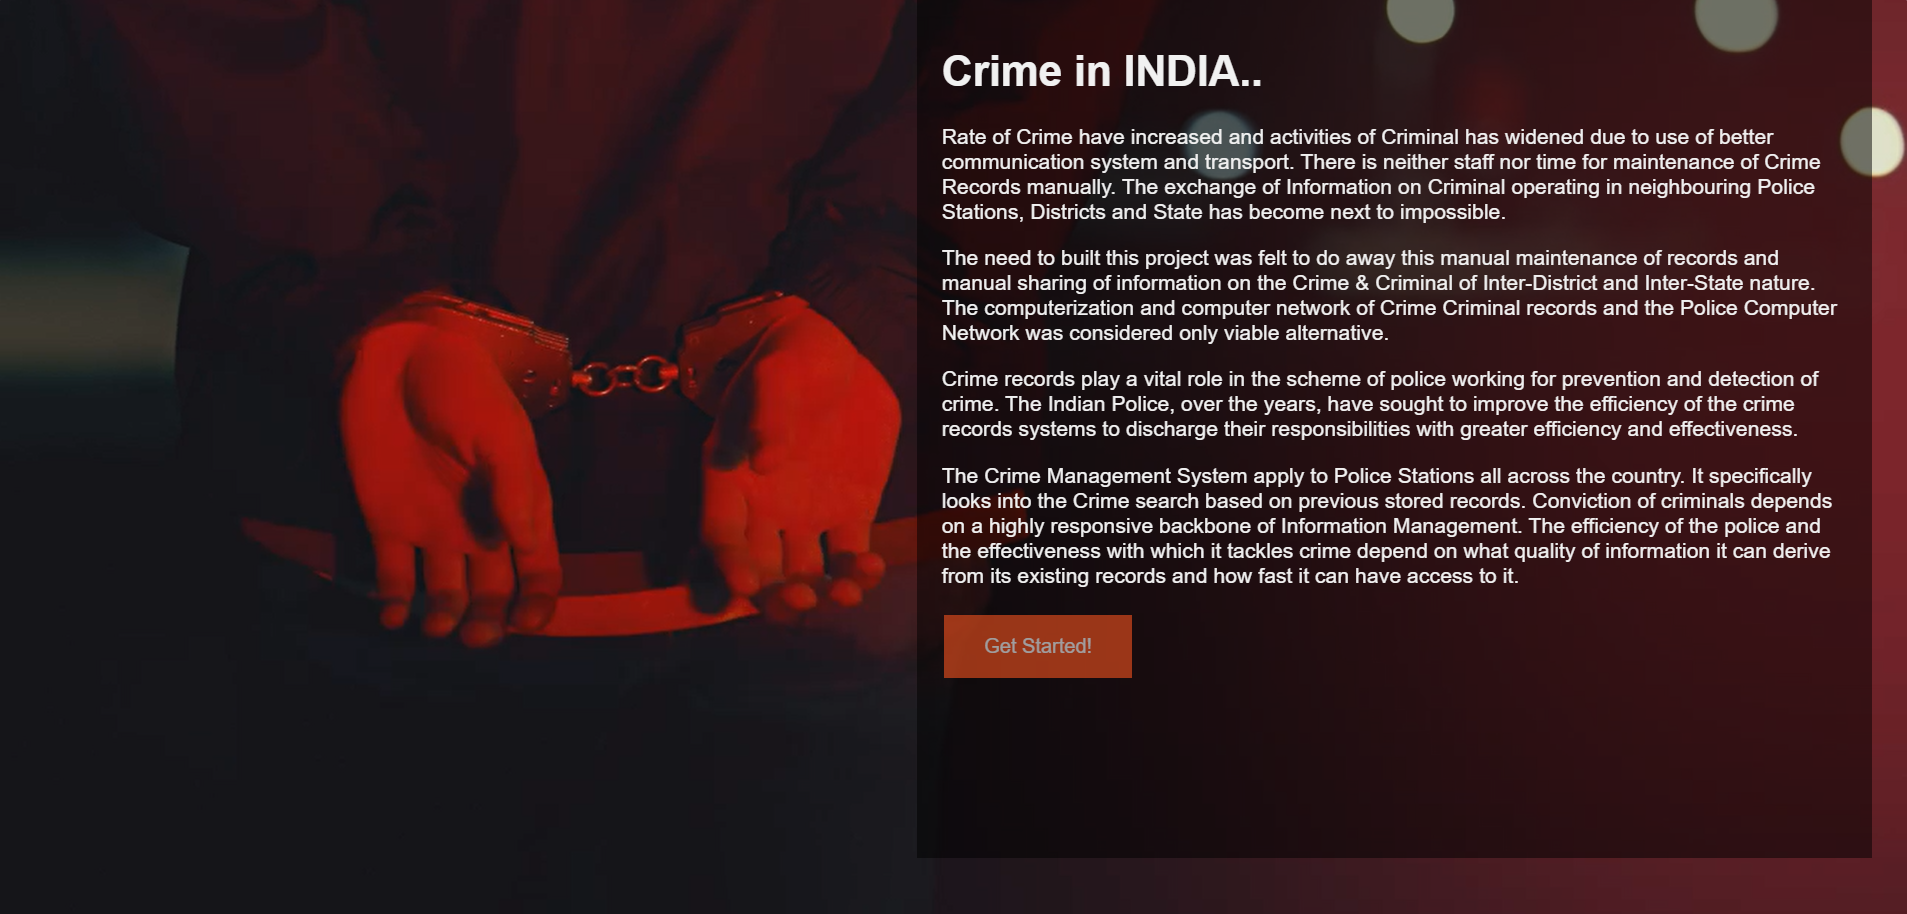 Crime in INDIA..
Rate of Crime have increased and activities of Criminal has widened due to use of better
communication system and transport. There is neither staff nor time for maintenance of Crime
Records manually. The exchange of Information on Criminal operating in neighbouring Police
Stations, Districts and State has become next to impossible.
The need to built this project was felt to do away this manual maintenance of records and
manual sharing of information on the Crime & Criminal of Inter-District and Inter-State nature.
The computerization and computer network of Crime Criminal records and the Police Computer
Network was considered only viable alternative.
Crime records play a vital role in the scheme of police working for prevention and detection of
crime. The Indian Police, over the years, have sought to improve the efficiency of the crime
records systems to discharge their responsibilities with greater efficiency and effectiveness.
The Crime Management System apply to Police Stations all across the country. It specifically
looks into the Crime search based on previous stored records. Conviction of criminals depends
on a highly responsive backbone of Information Management. The efficiency of the police and
the effectiveness with which it tackles crime depend on what quality of information it can derive
from its existing records and how fast it can have access to it.
Get Started!